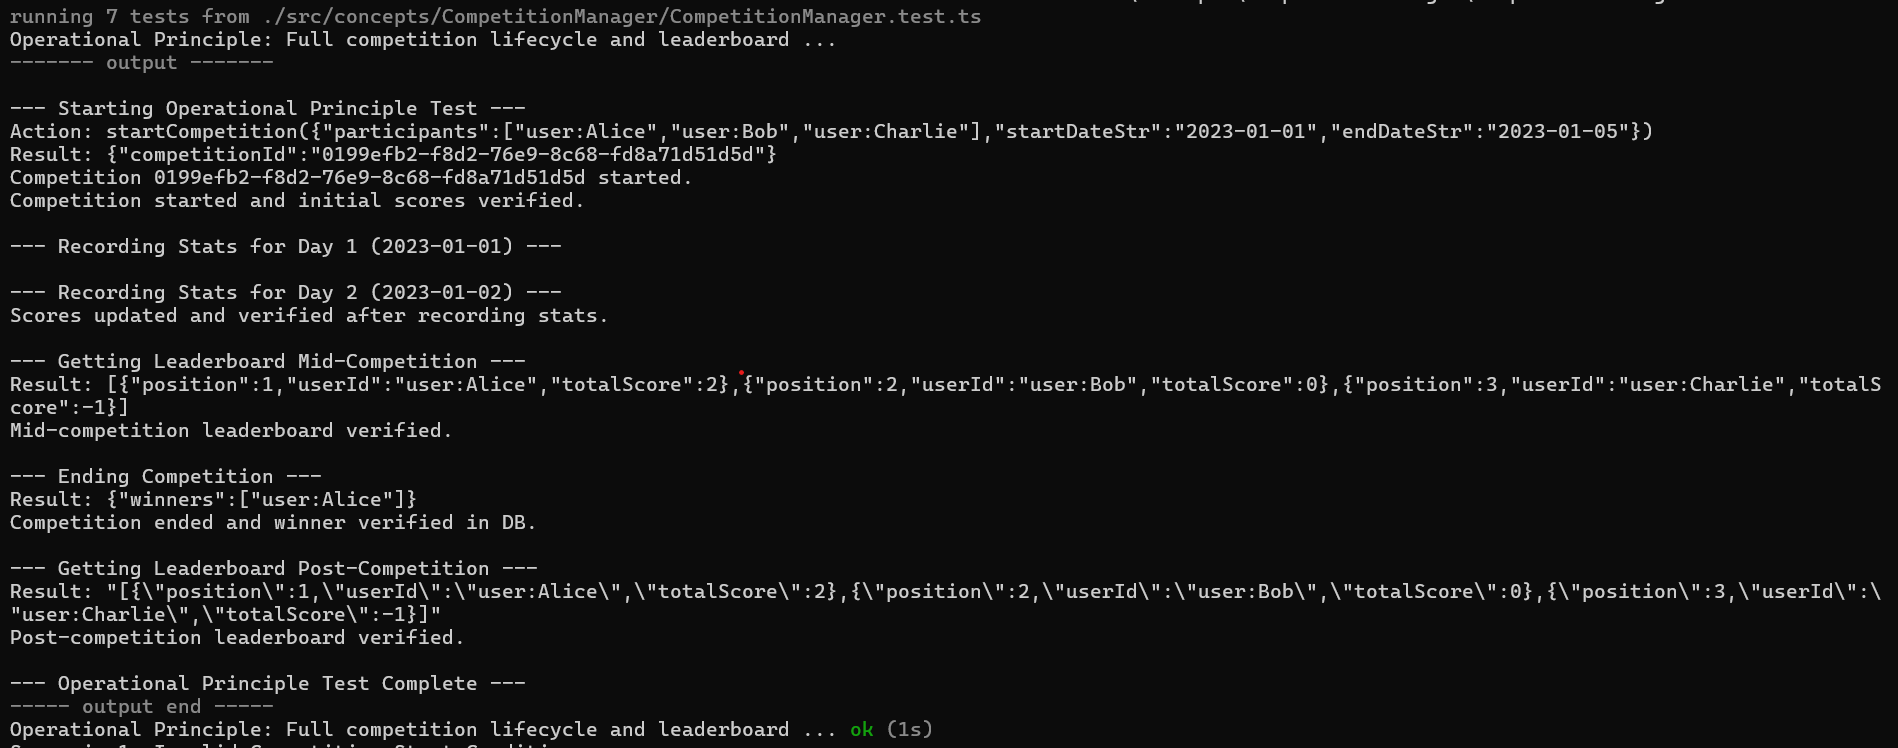 running 7 tests from ./src/concepts/CompetitionManager/CompetitionManager.test.ts
Operational Principle: Full competition lifecycle and leaderboard ...
------- output -------
--- Starting Operational Principle Test ---
Action: startCompetition({"participants":["user:Alice","user:Bob","user:Charlie"],"startDateStr":"2023-01-01","endDateStr":"2023-01-05"})
Result: {"competitionId":"0199efb2-f8d2-76e9-8c68-fd8a71d51d5d"}
Competition 0199efb2-f8d2-76e9-8c68-fd8a71d51d5d started.
Competition started and initial scores verified.
--- Recording Stats for Day 1 (2023-01-01) ---
--- Recording Stats for Day 2 (2023-01-02) ---
Scores updated and verified after recording stats.
--- Getting Leaderboard Mid-Competition ---
Result: [{"position":1,"userId":"user:Alice","totalScore":2},{"position":2,"userId":"user:Bob","totalScore":0},{"position":3,"userId":"user:Charlie","totalS
core":-1}]
Mid-competition leaderboard verified.
--- Ending Competition ---
Result: {"winners":["user:Alice"]}
Competition ended and winner verified in DB.
--- Getting Leaderboard Post-Competition ---
Result: "[{\"position\":1,\"userId\":\"user:Alice\",\"totalScore\":2},{\"position\":2,\"userId\":\"user:Bob\",\"totalScore\":0},{\"position\":3,\"userId\":\
"user:Charlie\",\"totalScore\":-1}]"
Post-competition leaderboard verified.
--- Operational Principle Test Complete ---
----- output end -----
Operational Principle: Full competition lifecycle and leaderboard ... ok (1s)